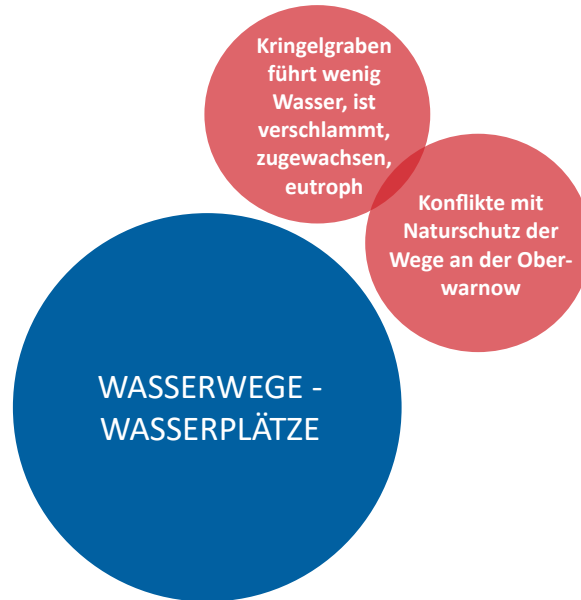 Kringelgraben
führt wenig
Wasser, ist
verschlammt,
zugewachsen,
eutroph
Konflikte mit
Naturschutz der
Wege an der Ober-
warnow
WASSERWEGE -
WASSERPLÄTZE